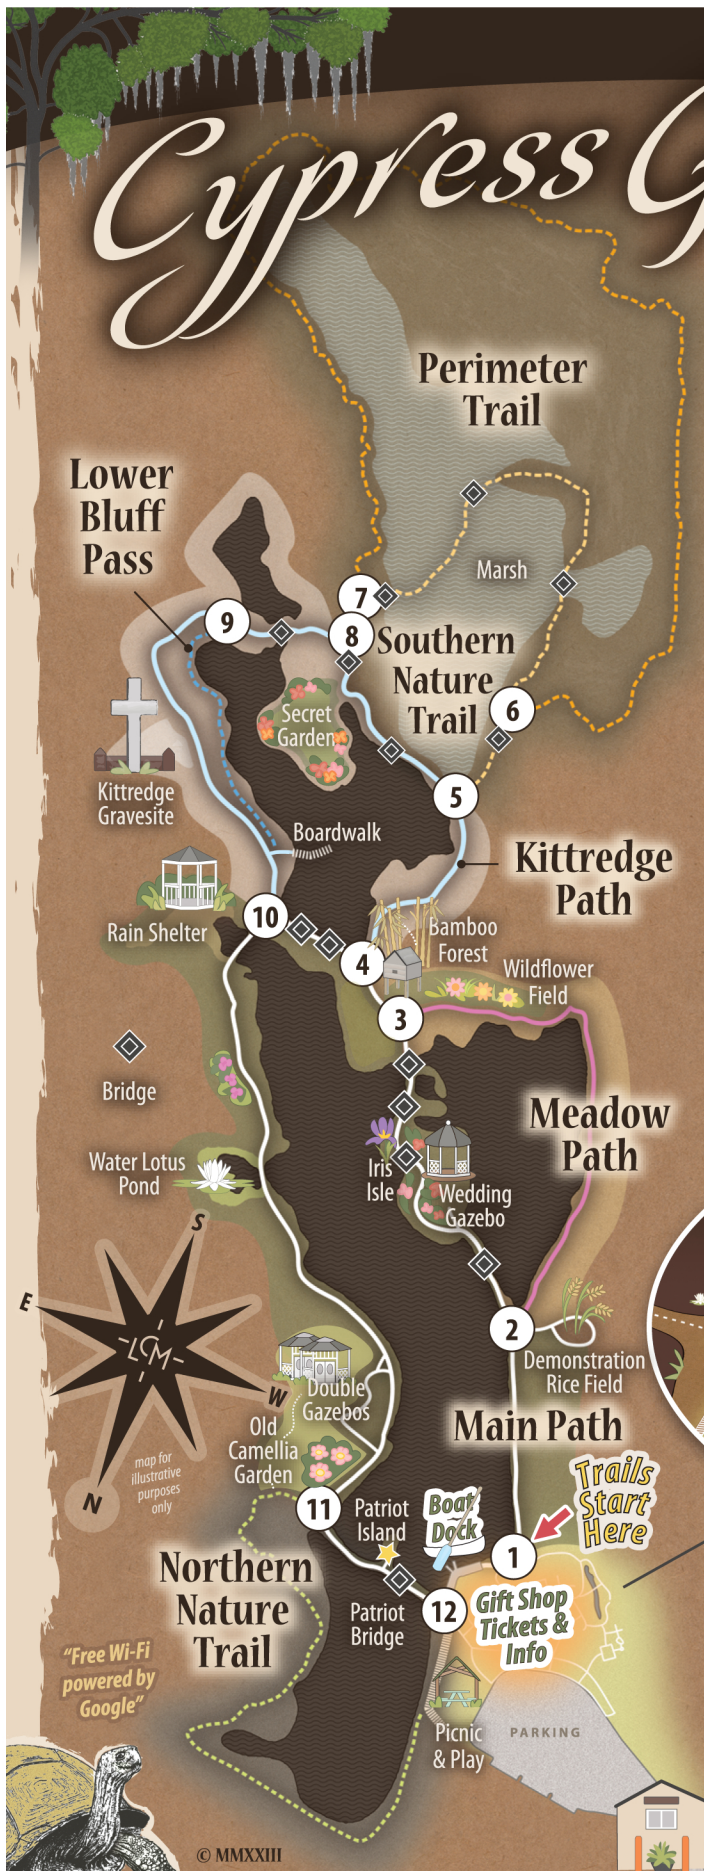 Cypress G
Perimeter
Trail
Lower
Bluff
Pass
Marsh
7
9
8
Southern
Nature
Trail
6
Secret
Garden
Kittredge
Gravesite
5
Boardwalk
Kittredge
Path
10
Rain Shelter
Bamboo
Forest
4
Wildflower
Field
3
Bridge
Meadow
Path
Water Lotus
Pond
Iris
Isle
Wedding
Gazebo
S
E
W
N
LGM
2
Demonstration
Rice Field
Double
Gazebos
Main Path
Old
Camellia
Garden
map for
illustrative
purposes
only
Trails
Start
Here
11
Patriot
Island
Boat
Dock
1
Northern
Nature
Trail
Patriot
Bridge
12
Gift Shop
Tickets &
Info
"Free Wi-Fi
powered by
Google"
Picnic
& Play
PARKING
© MMXXIII